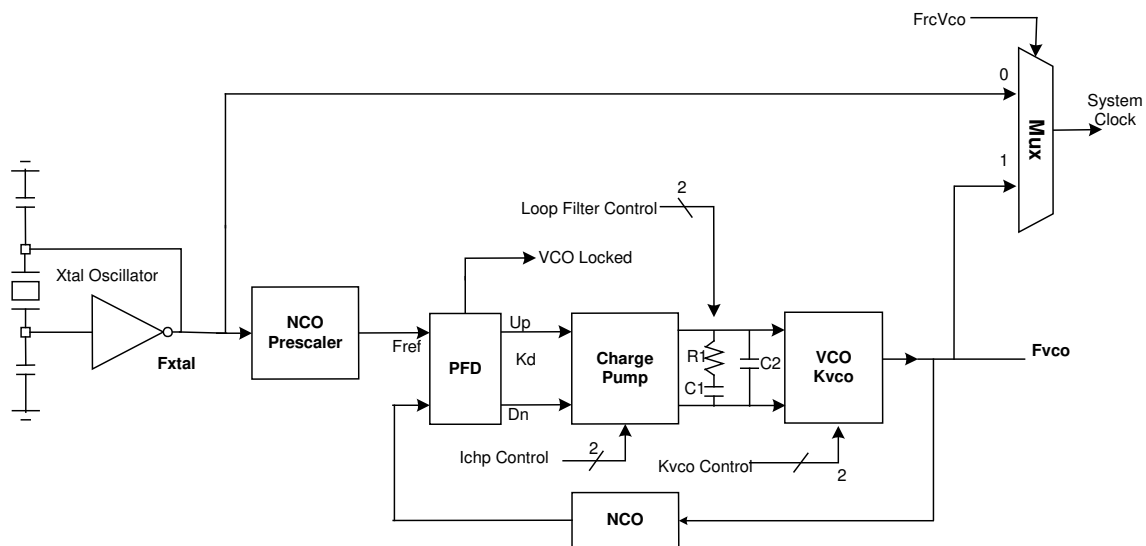 FrcVco
0
System
Clock
Mux
1
2
Loop Filter Control
VCO Locked
Xtal Oscillator
NCO
Prescaler
Fxtal
Fref
PFD
Up
Kd
Dn
Charge
Pump
R1
C1
C2
VCO
Kvco
Fvco
Ichp Control
2
Kvco Control
2
NCO